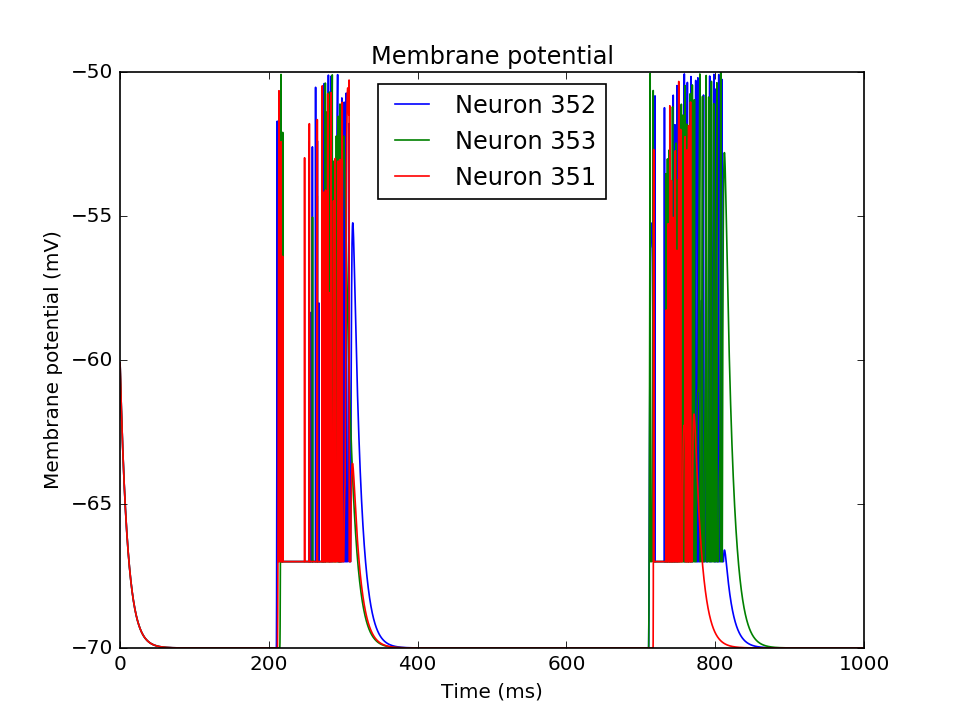 Membrane potential
Neuron 352
Neuron 353
Neuron 351
Membrane potential (mV)
−50
−55
−60
−65
−70
0 200 400 600 800 1000
Time (ms)